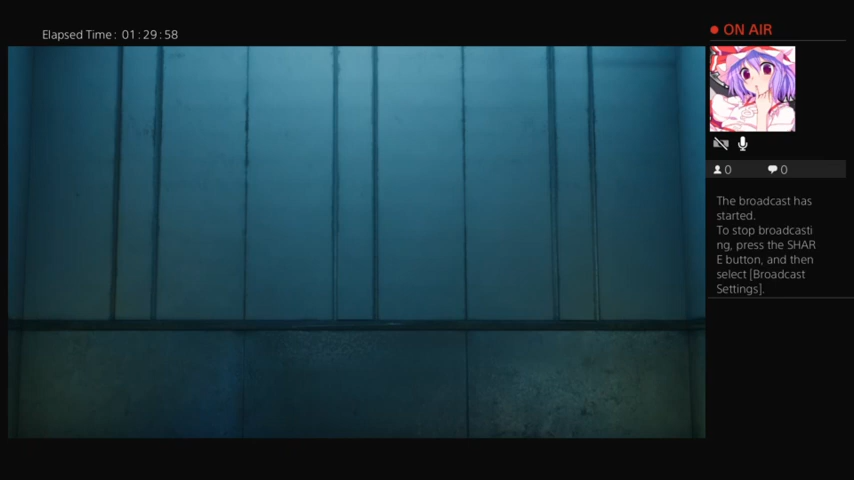 Elapsed Time: 01:29:58
ON AIR
0 0
The broadcast has
started.
To stop broadcasti
ng, press the SHAR
E button, and then
select [Broadcast
Settings].